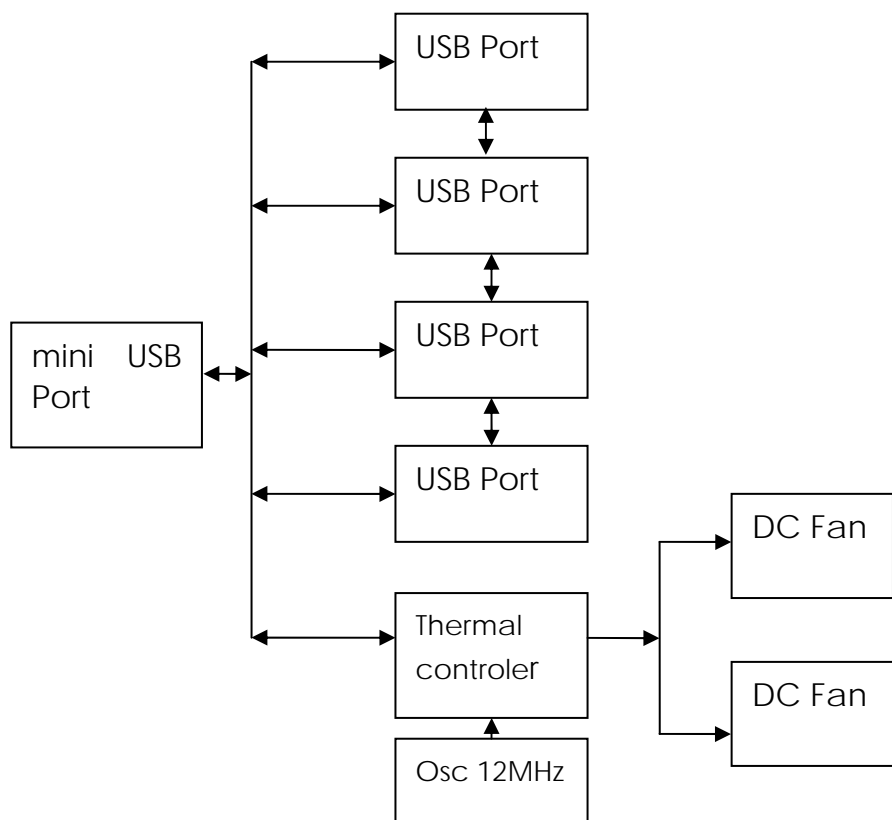 USB Port
USB Port
USB Port
mini USB
Port
USB Port
DC Fan
Thermal
controler
DC Fan
Osc 12MHz